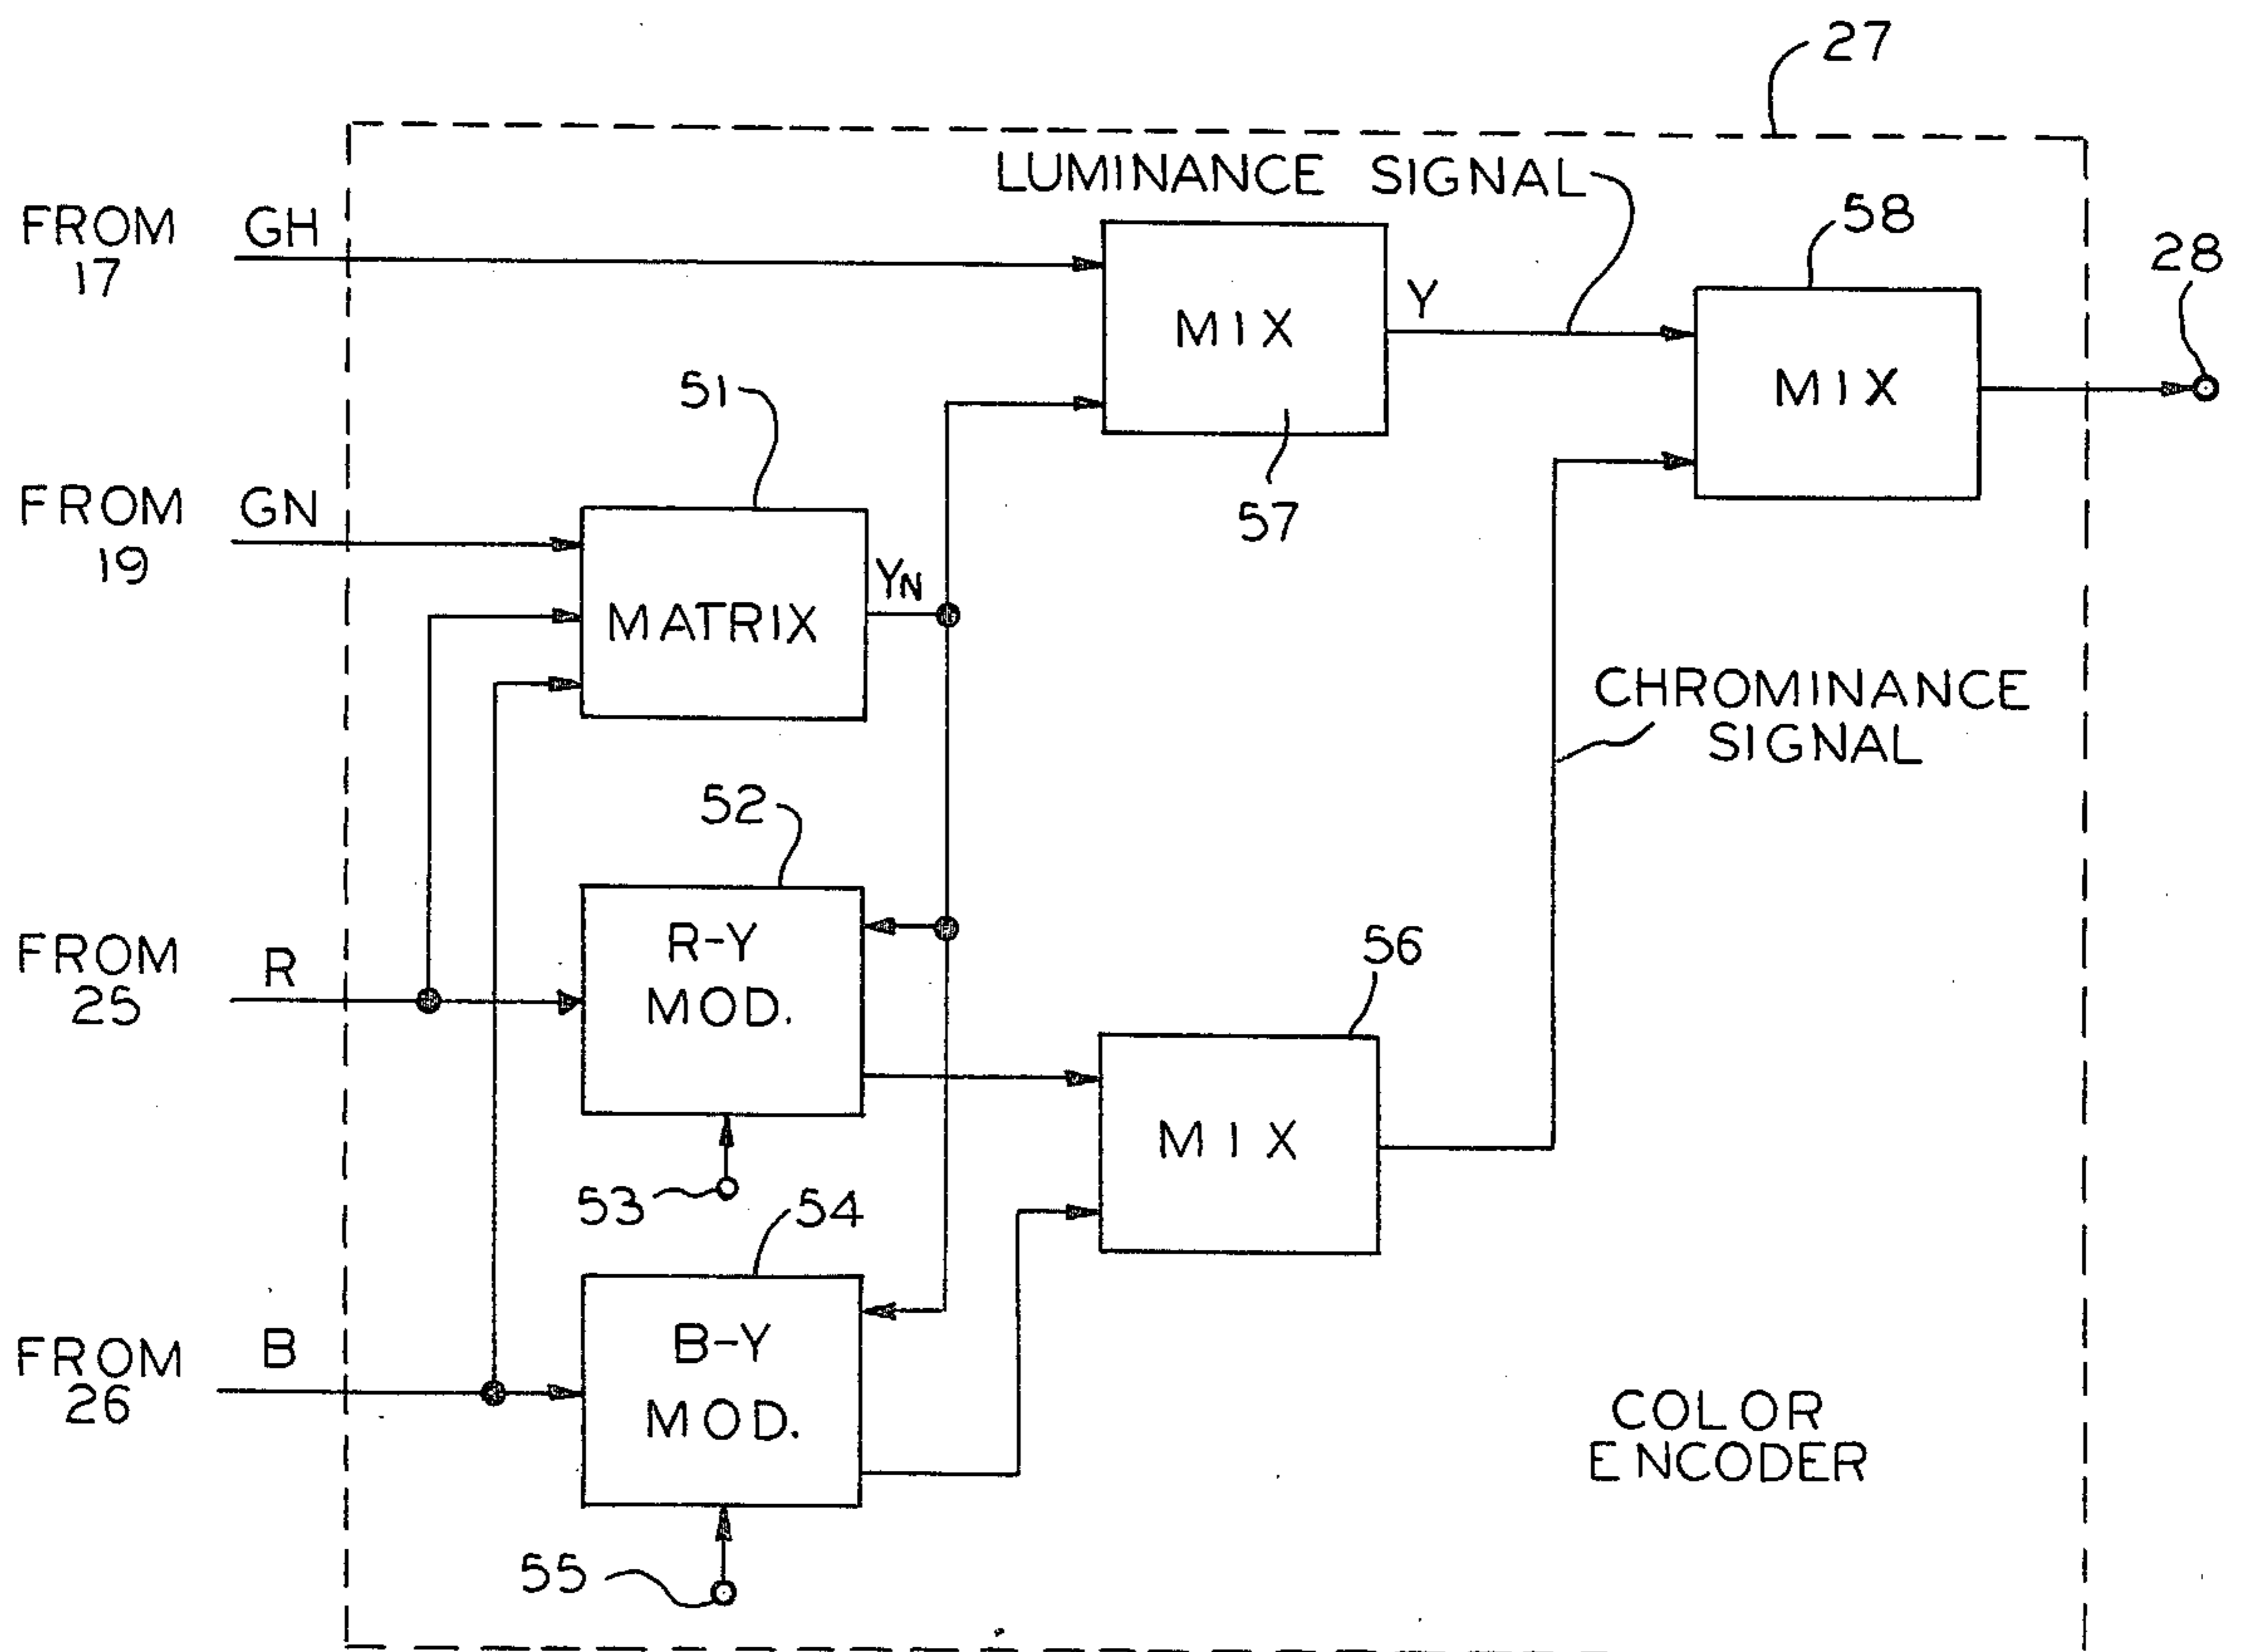 27
LUMINANCE SIGNAL
58
28
FROM
17
GH
MIX
Y
MIX
57
51
FROM
19
GN
MATRIX
YN
CHROMINANCE
SIGNAL
52
FROM
25
R
R-Y
MOD.
56
MIX
53
54
FROM
26
B
B-Y
MOD.
COLOR
ENCODER
55